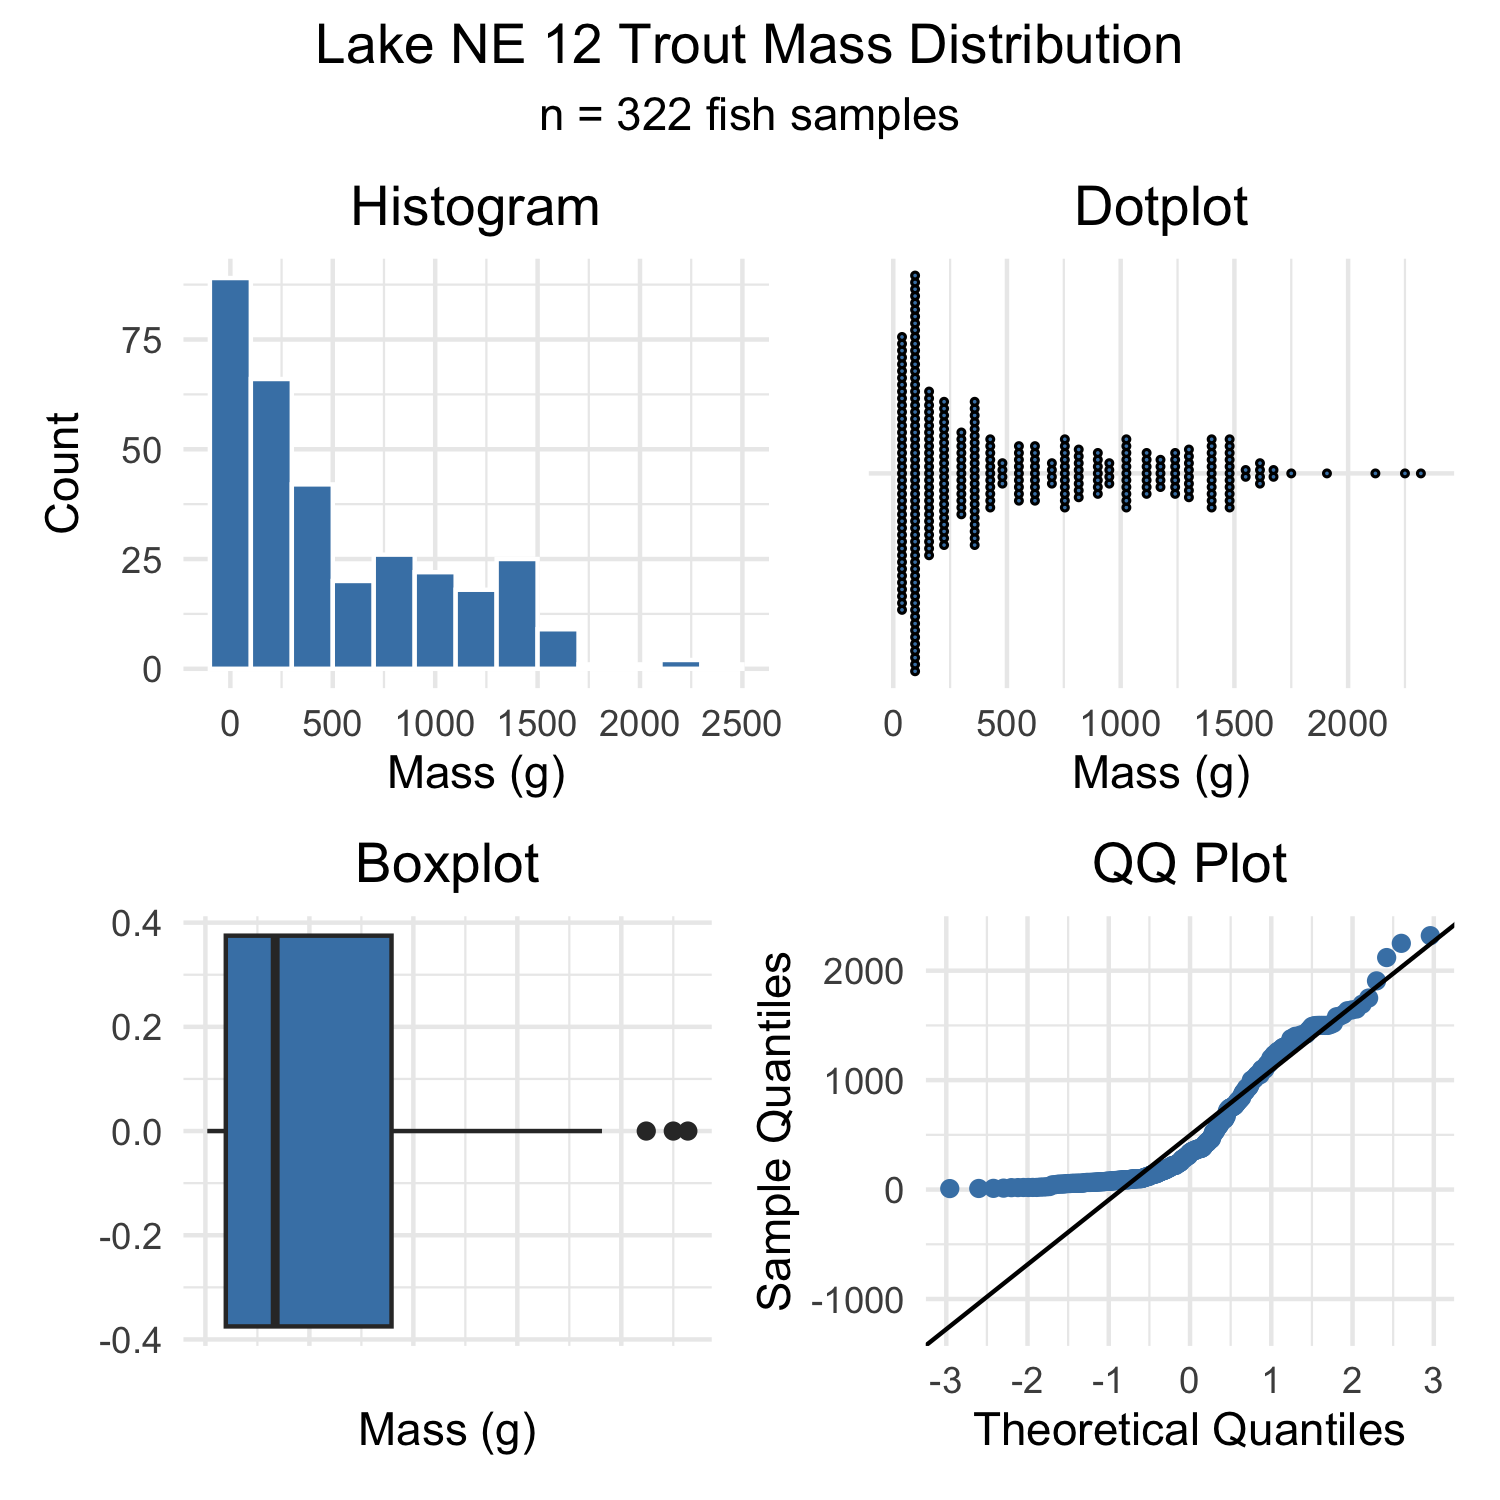 Lake NE 12 Trout Mass Distribution
n = 322 fish samples
Histogram
Count
75
50
25
0
0 500 1000 1500 2000 2500
Mass (g)
Dotplot
0 500 1000 1500 2000
Mass (g)
Boxplot
0.4
0.2
0.0
-0.2
-0.4
Mass (g)
QQ Plot
Sample Quantiles
2000
1000
0
-1000
-3 -2 -1 0 1 2 3
Theoretical Quantiles